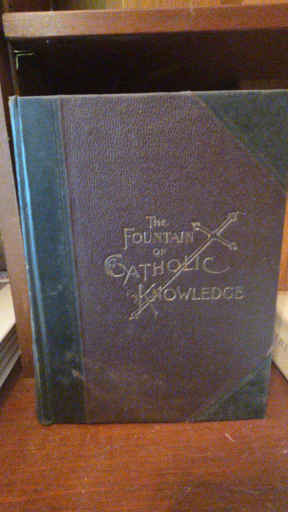 The
Fountain
of
Catholic
Knowledge